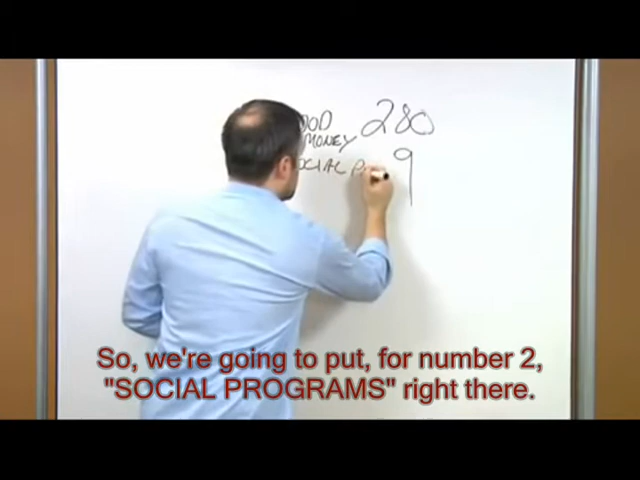 280
MONEY
9
So, we're going to put, for number 2,
"SOCIAL PROGRAMS" right there.